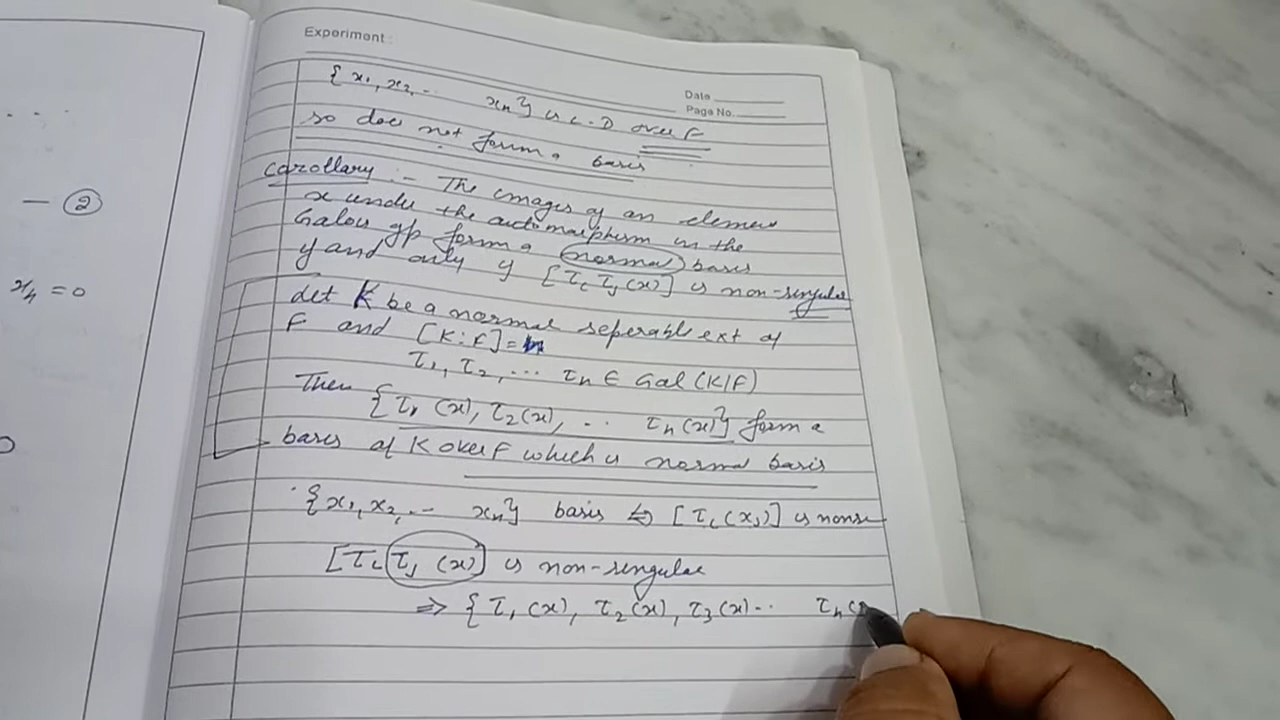 Experiment :
Date
Page No.
{ x1, x2, -- xn} is L.D over F
so does not form a basis
Corollary :- The images of an element
x under the automorphism in the
Galois gp form a normal basis
if and only if [τi τj (x)] is non-singular
Let K be a normal seperable ext of
F and [K:F]=n
τ1, τ2, ... τn ∈ Gal (K/F)
Then {τ1 (x), τ2(x), .. τn(x)} form a
basis of K over F which is normal basis
{x1, x2, -- xn} basis ⇔ [τi(xj)] is nonse
[τi τj (x)] is non-singular
⇒ { τ1 (x), τ2(x), τ3(x)-- τn(x
— ②
xn = 0